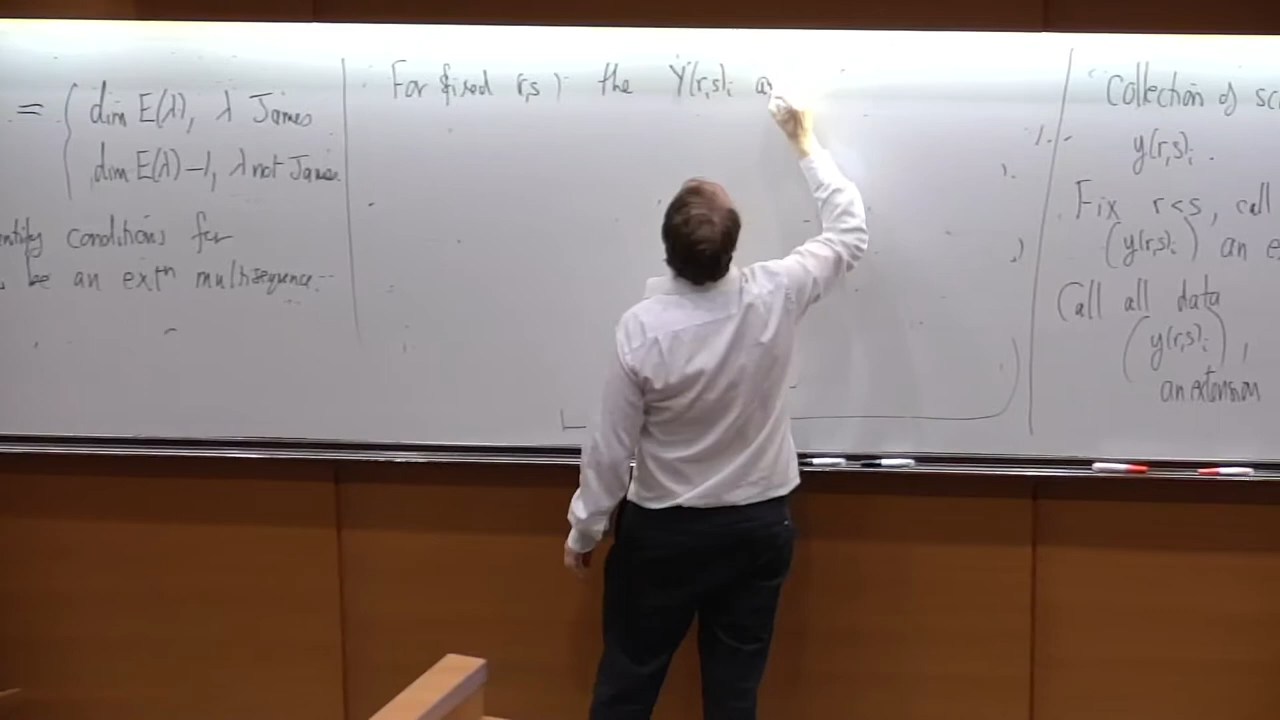 = { dim E(λ), λ James
dim E(λ)-1, λ not James
conditions for
be an extⁿ multisequence
For fixed r,s, the Y(r,s)ᵢ a
Collection of
y(r,s)ᵢ.
Fix r<s, call
(y(r,s)ᵢ) an
Call all data
(y(r,s)ᵢ),
an extension